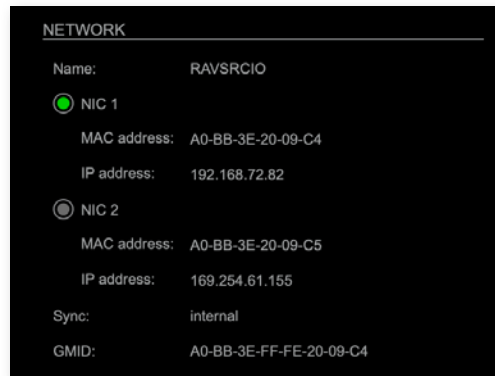 NETWORK
Name: RAVSRCIO
NIC 1
MAC address: A0-BB-3E-20-09-C4
IP address: 192.168.72.82
NIC 2
MAC address: A0-BB-3E-20-09-C5
IP address: 169.254.61.155
Sync: internal
GMID: A0-BB-3E-FF-FE-20-09-C4